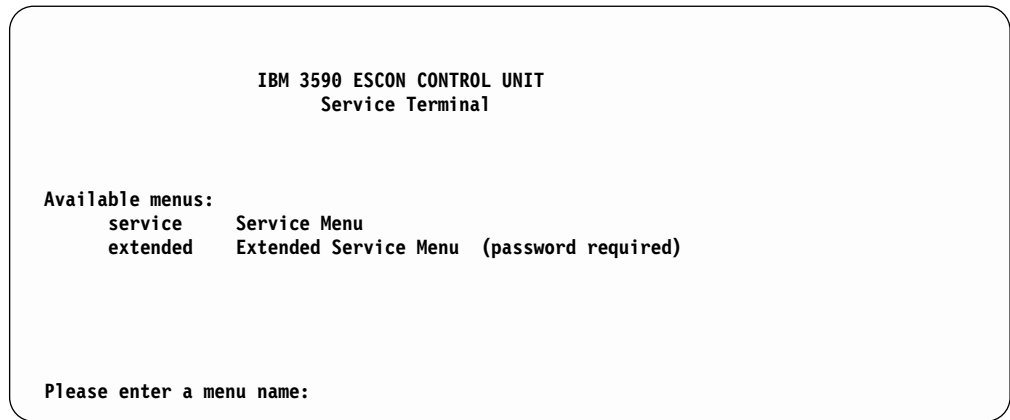 IBM 3590 ESCON CONTROL UNIT
Service Terminal
Available menus:
service Service Menu
extended Extended Service Menu (password required)
Please enter a menu name: